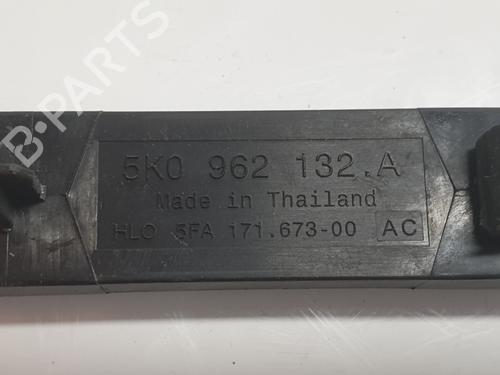 B-PARTS
5K0 962 132.A
Made in Thailand
HLO 5FA 171.673-00 AC